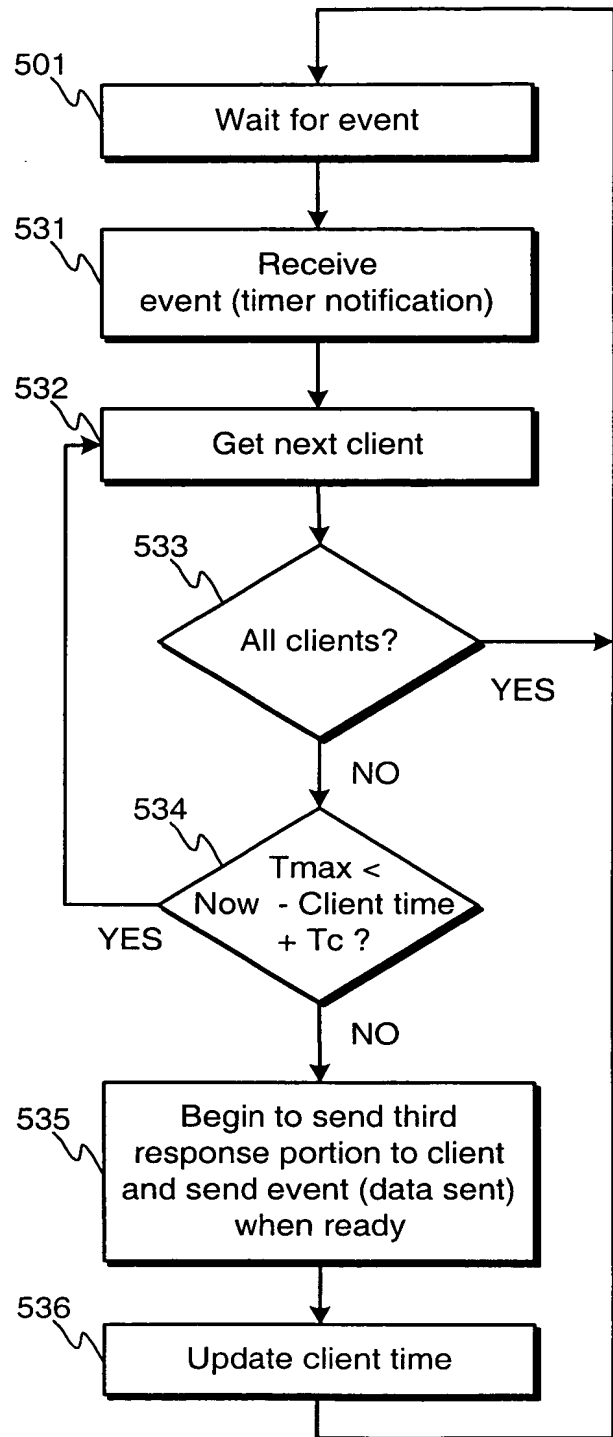 501
Wait for event
531
Receive
event (timer notification)
532
Get next client
533
All clients?
YES
NO
534
Tmax <
Now - Client time
+ Tc ?
YES
NO
535
Begin to send third
response portion to client
and send event (data sent)
when ready
536
Update client time